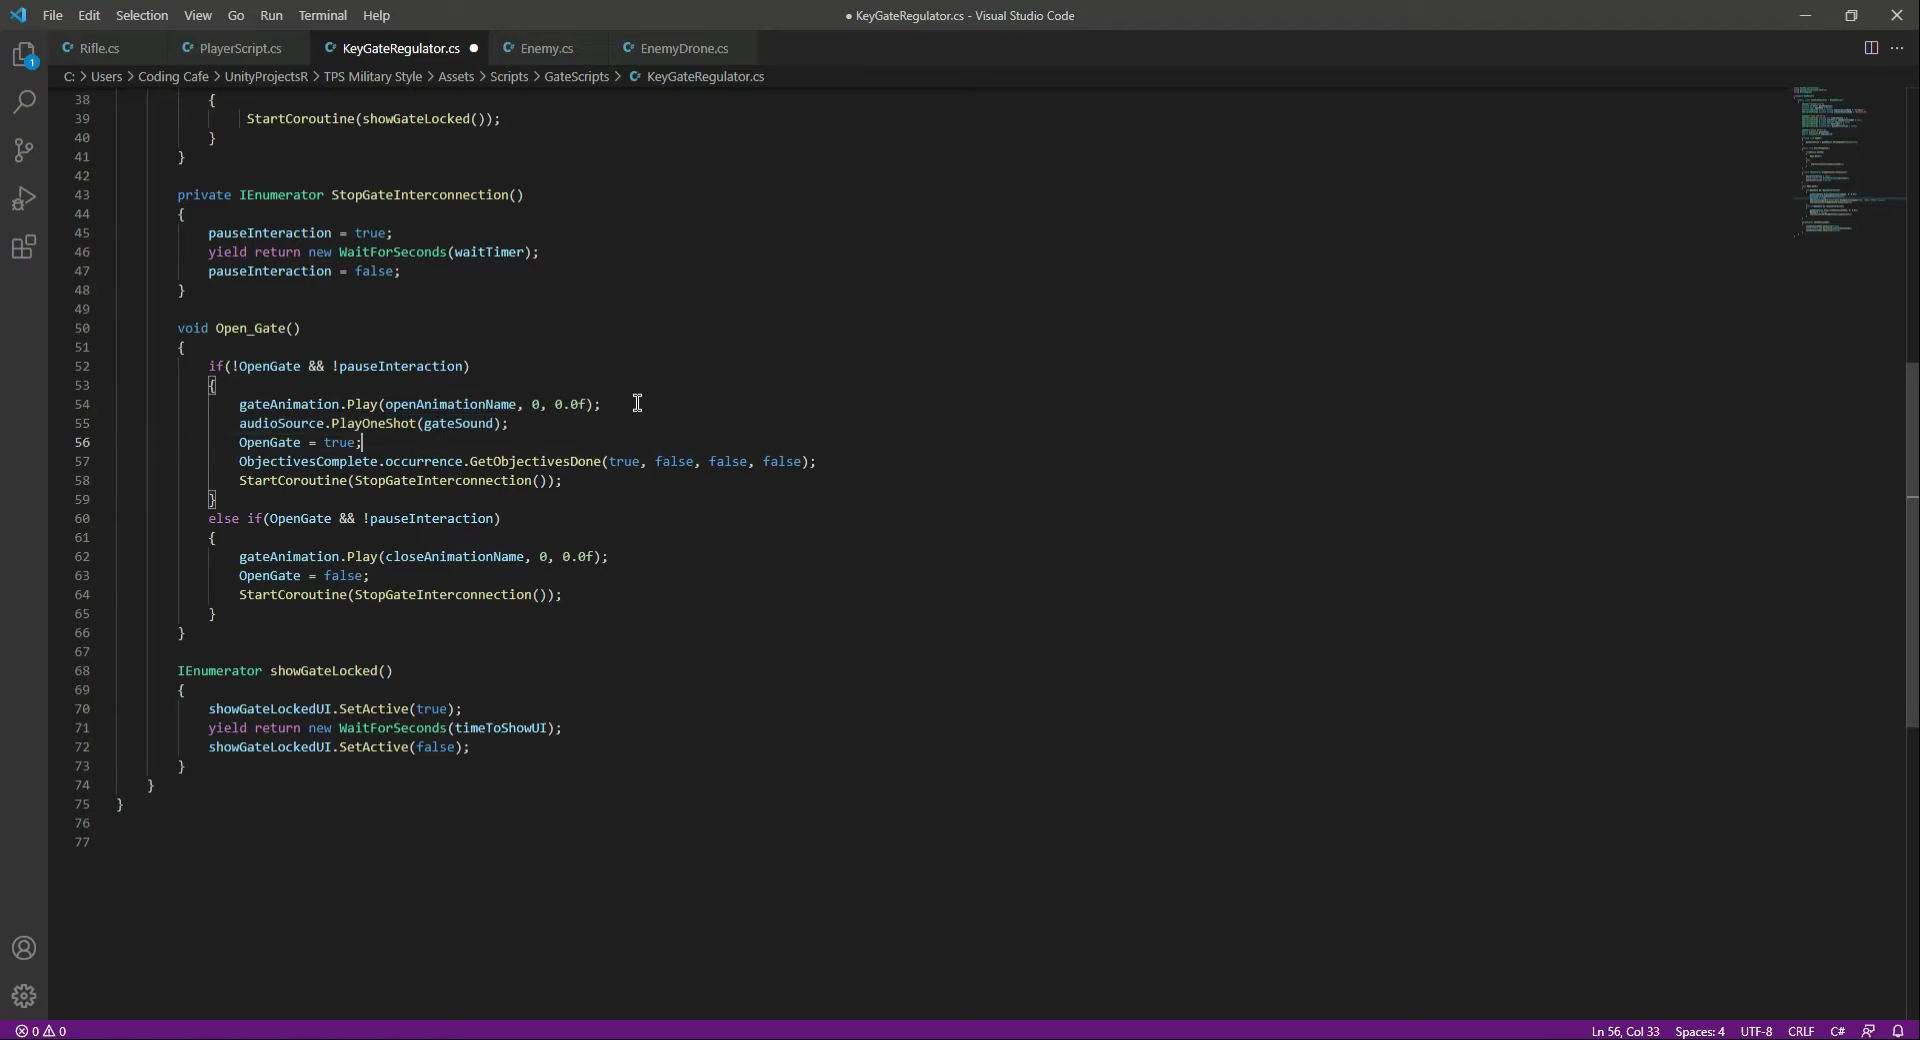 File Edit Selection View Go Run Terminal Help
● KeyGateRegulator.cs - Visual Studio Code
Rifle.cs PlayerScript.cs KeyGateRegulator.cs ● Enemy.cs EnemyDrone.cs
1
C: > Users > Coding Cafe > UnityProjectsR > TPS Military Style > Assets > Scripts > GateScripts > KeyGateRegulator.cs
38 {
39 StartCoroutine(showGateLocked());
40 }
41 }
42
43 private IEnumerator StopGateInterconnection()
44 {
45 pauseInteraction = true;
46 yield return new WaitForSeconds(waitTimer);
47 pauseInteraction = false;
48 }
49
50 void Open_Gate()
51 {
52 if(!OpenGate && !pauseInteraction)
53 {
54 gateAnimation.Play(openAnimationName, 0, 0.0f);
55 audioSource.PlayOneShot(gateSound);
56 OpenGate = true;
57 ObjectivesComplete.occurrence.GetObjectivesDone(true, false, false, false);
58 StartCoroutine(StopGateInterconnection());
59 }
60 else if(OpenGate && !pauseInteraction)
61 {
62 gateAnimation.Play(closeAnimationName, 0, 0.0f);
63 OpenGate = false;
64 StartCoroutine(StopGateInterconnection());
65 }
66 }
67
68 IEnumerator showGateLocked()
69 {
70 showGateLockedUI.SetActive(true);
71 yield return new WaitForSeconds(timeToShowUI);
72 showGateLockedUI.SetActive(false);
73 }
74 }
75 }
76
77
0 0 Ln 56, Col 33 Spaces: 4 UTF-8 CRLF C#